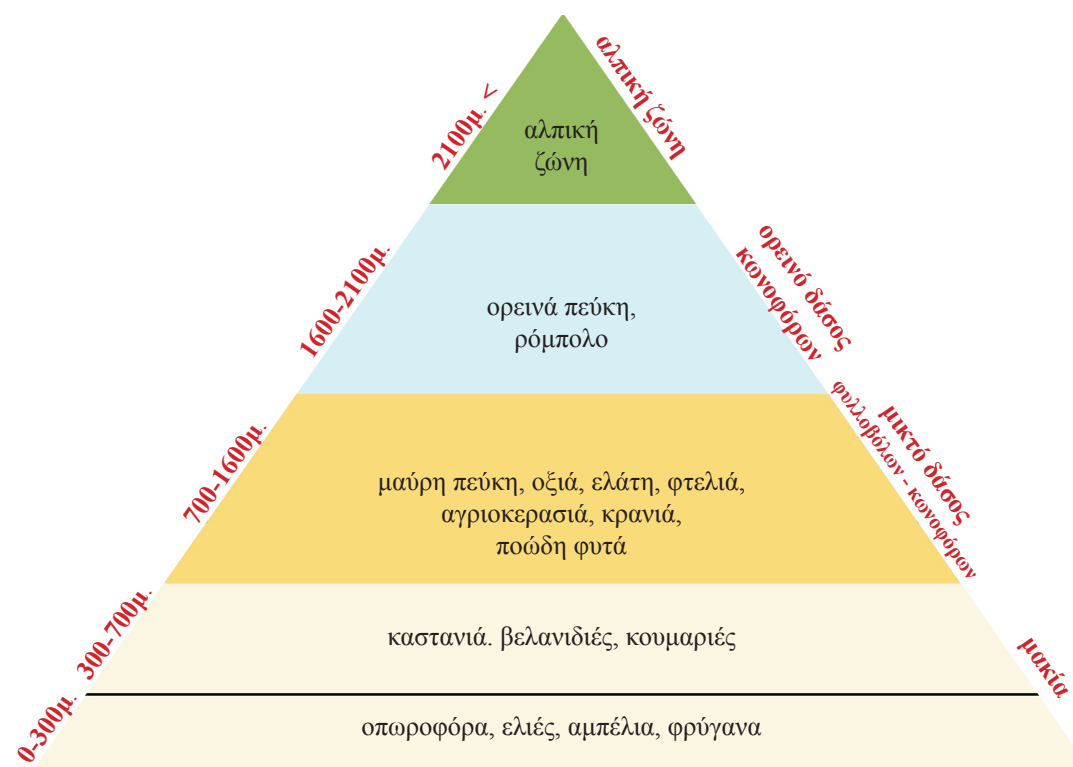 αλπική ζώνη
2100μ. <
αλπική
ζώνη
ορεινό δάσος
κωνοφόρων
1600-2100μ.
ορεινά πεύκη,
ρόμπολο
μικτό δάσος
φυλλοβόλων - κωνοφόρων
700-1600μ.
μαύρη πεύκη, οξιά, ελάτη, φτελιά,
αγριοκερασιά, κρανιά,
ποώδη φυτά
300-700μ.
καστανιά. βελανιδιές, κουμαριές
μακία
0-300μ.
οπωροφόρα, ελιές, αμπέλια, φρύγανα